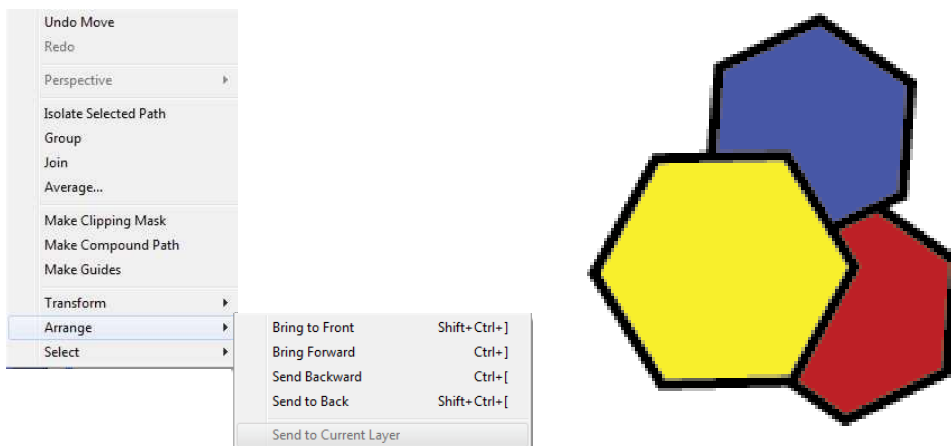 Undo Move
Redo
Perspective
Isolate Selected Path
Group
Join
Average...
Make Clipping Mask
Make Compound Path
Make Guides
Transform
Arrange
Select
Bring to Front Shift+Ctrl+]
Bring Forward Ctrl+]
Send Backward Ctrl+[
Send to Back Shift+Ctrl+[
Send to Current Layer